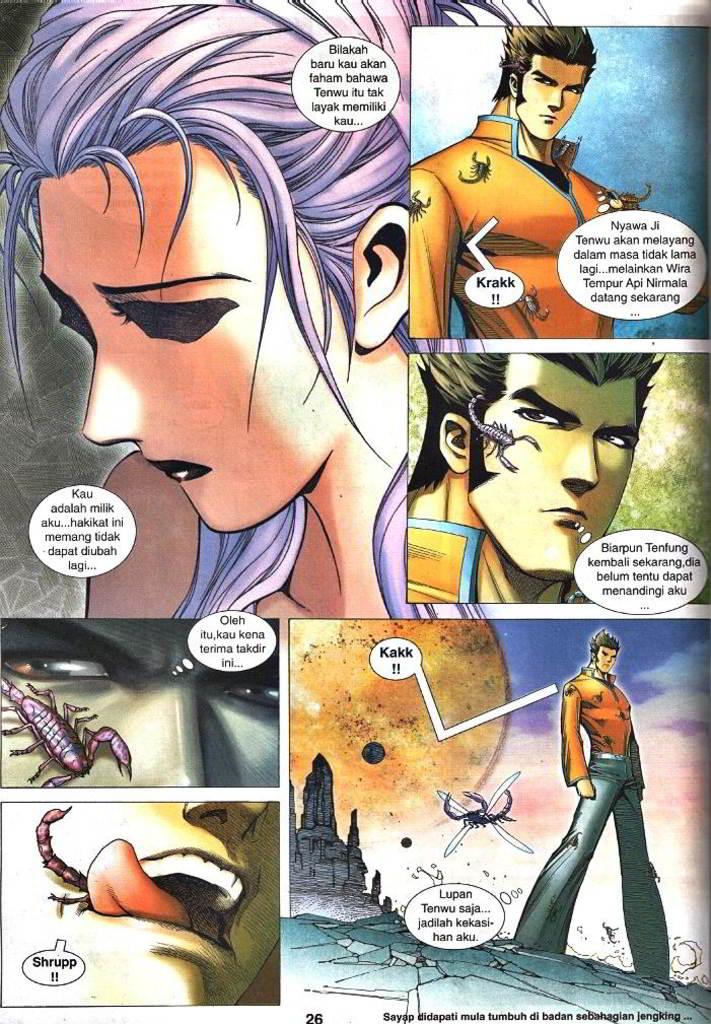 Bilakah
baru kau akan
faham bahawa
Tenwu itu tak
layak memiliki
kau...
Nyawa Ji
Tenwu akan melayang
dalam masa tidak lama
lagi...melainkan Wira
Tempur Api Nirmala
datang sekarang
...
Krakk
!!
Kau
adalah milik
aku...hakikat ini
memang tidak
dapat diubah
lagi...
Biarpun Tenfung
kembali sekarang,dia
belum tentu dapat
menandingi aku
...
Oleh
itu,kau kena
terima takdir
ini...
Kakk
!!
Shrupp
!!
Lupan
Tenwu saja...
jadilah kekasi-
han aku.
26
Sayap didapati mula tumbuh di badan sebahagian jengking ...